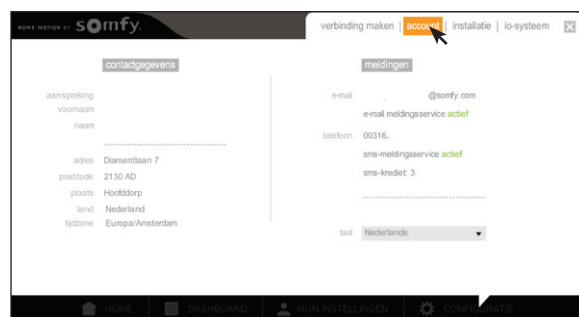 HOME MOTION BY somfy.
verbinding maken | account | installatie | io-systeem
contactgegevens
aanspreking
voornaam
naam
adres Diamantlaan 7
postcode 2130 AD
plaats Hoofddorp
land Nederland
tijdzone Europa/Amsterdam
meldingen
e-mail . @somfy.com
e-mail meldingsservice actief
telefoon 00316.
sms-meldingsservice actief
sms-krediet: 3
taal Nederlands
HOME DASHBOARD MIJN INSTELLINGEN CONFIGURATIE